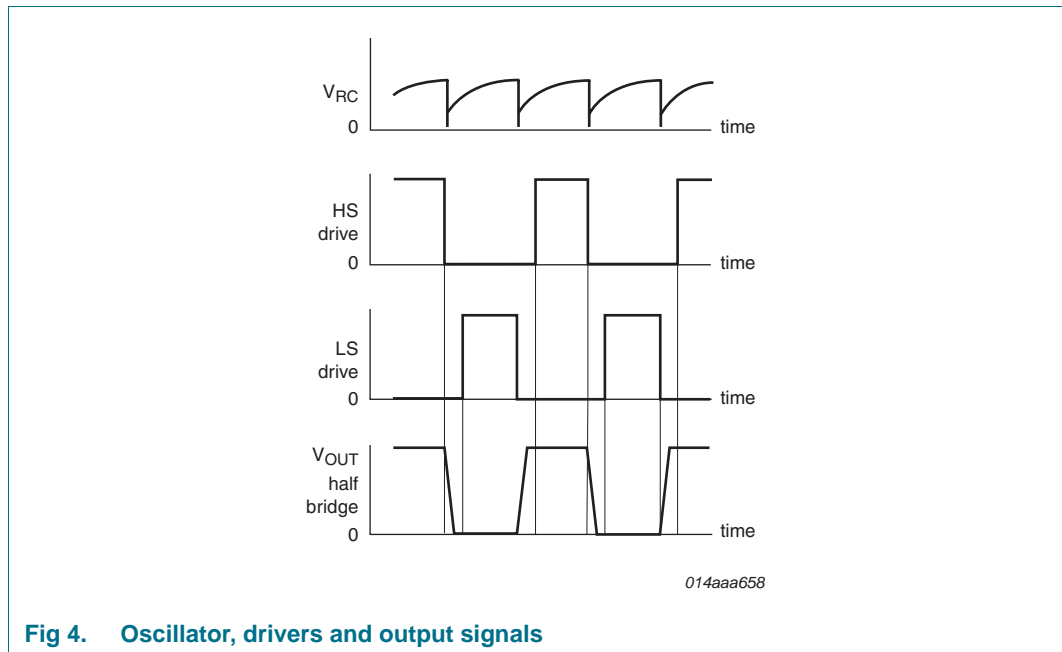 VRC
0
time
HS
drive
0
time
LS
drive
0
time
VOUT
half
bridge
0
time
014aaa658
Fig 4. Oscillator, drivers and output signals